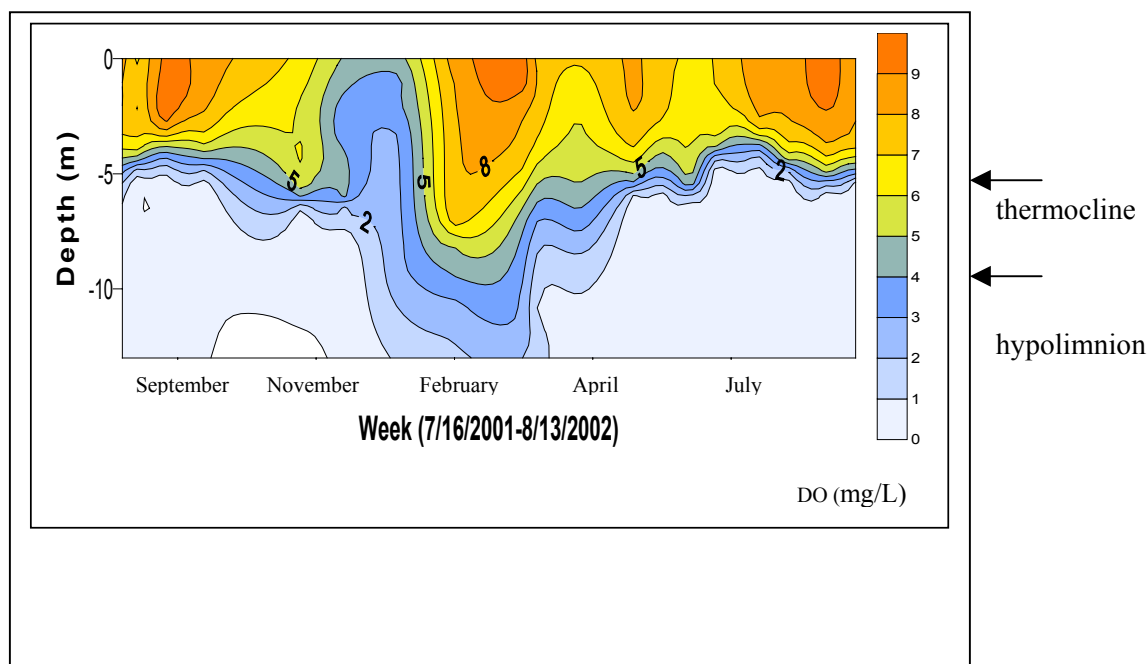 0
-5
-10
Depth (m)
5
2
5
8
5
2
September
November
February
April
July
Week (7/16/2001-8/13/2002)
9
8
7
6
5
4
3
2
1
0
DO (mg/L)
thermocline
hypolimnion